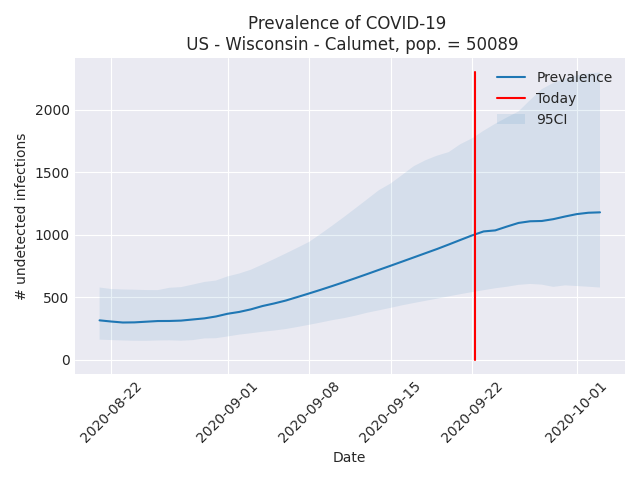 Prevalence of COVID-19
US - Wisconsin - Calumet, pop. = 50089
Prevalence
Today
95CI
# undetected infections
2000
1500
1000
500
0
2020-08-22
2020-09-01
2020-09-08
2020-09-15
2020-09-22
2020-10-01
Date